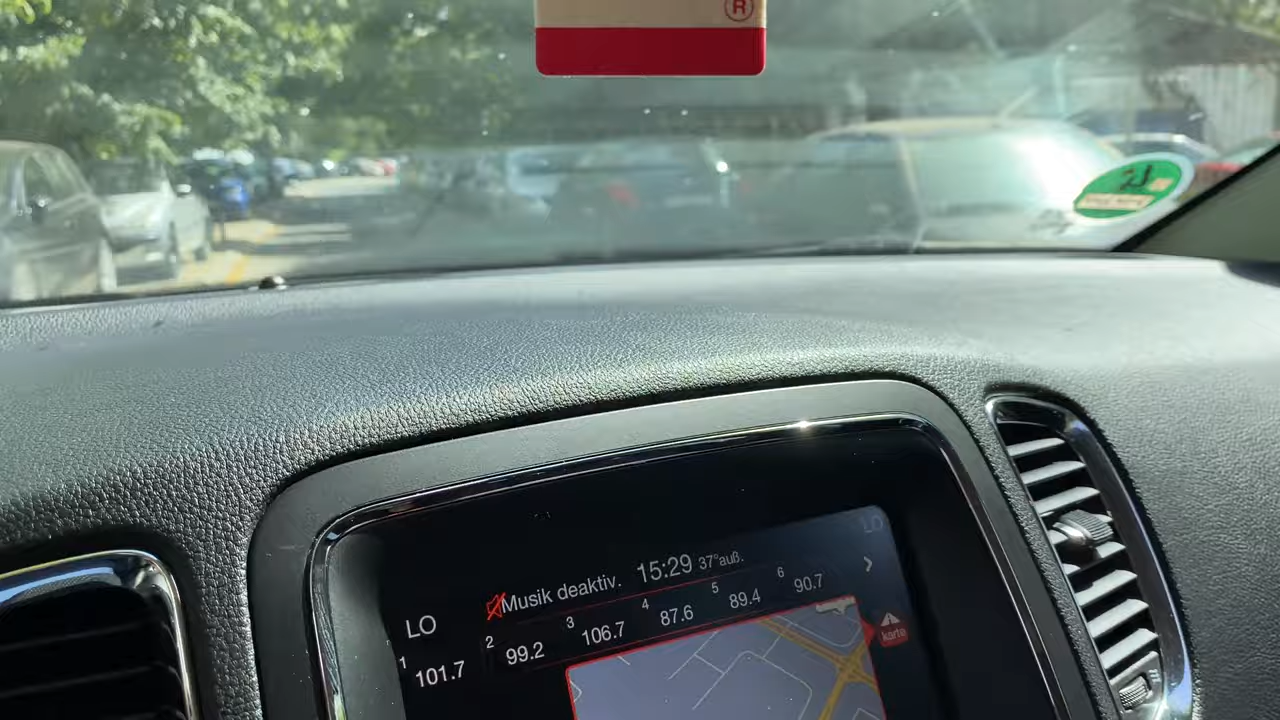 ®
LO
Musik deaktiv. 15:29 37°auß.
LO
1 101.7 2 99.2 3 106.7 4 87.6 5 89.4 6 90.7
karte